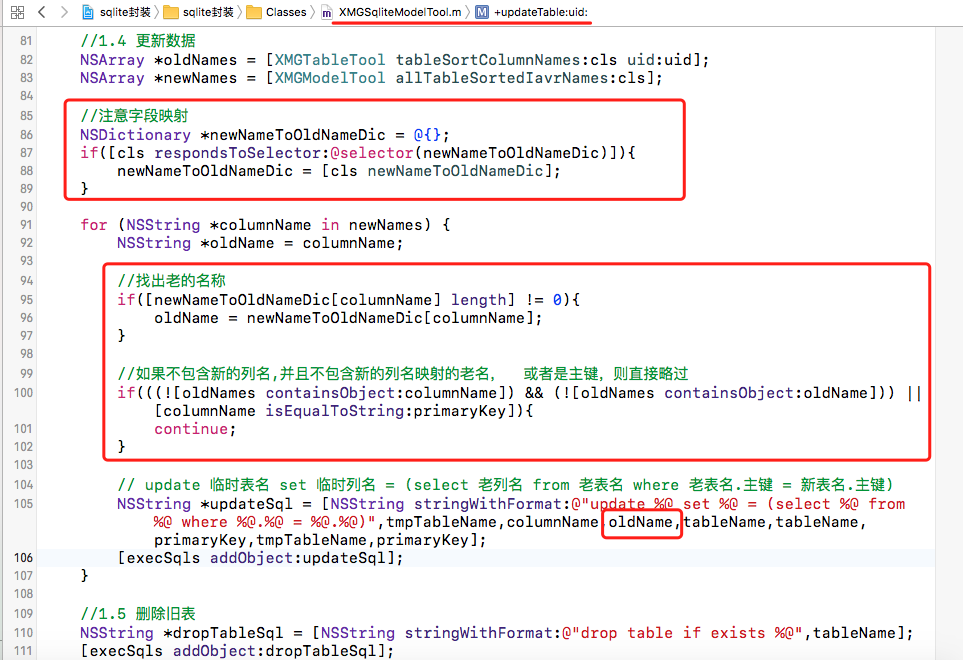 sqlite封装 sqlite封装 Classes m XMGSqliteModelTool.m M +updateTable:uid:
81 //1.4 更新数据
82 NSArray *oldNames = [XMGTableTool tableSortColumnNames:cls uid:uid];
83 NSArray *newNames = [XMGModelTool allTableSortedIavrNames:cls];
84
85 //注意字段映射
86 NSDictionary *newNameToOldNameDic = @{};
87 if([cls respondsToSelector:@selector(newNameToOldNameDic)]){
88 newNameToOldNameDic = [cls newNameToOldNameDic];
89 }
90
91 for (NSString *columnName in newNames) {
92 NSString *oldName = columnName;
93
94 //找出老的名称
95 if([newNameToOldNameDic[columnName] length] != 0){
96 oldName = newNameToOldNameDic[columnName];
97 }
98
99 //如果不包含新的列名,并且不包含新的列名映射的老名， 或者是主键，则直接略过
100 if(((![oldNames containsObject:columnName]) && (![oldNames containsObject:oldName])) ||
[columnName isEqualToString:primaryKey]){
101 continue;
102 }
103
104 // update 临时表名 set 临时列名 = (select 老列名 from 老表名 where 老表名.主键 = 新表名.主键)
105 NSString *updateSql = [NSString stringWithFormat:@"update %@ set %@ = (select %@ from
%@ where %@.%@ = %@.%@)",tmpTableName,columnName,oldName,tableName,tableName,
primaryKey,tmpTableName,primaryKey];
106 [execSqls addObject:updateSql];
107 }
108
109 //1.5 删除旧表
110 NSString *dropTableSql = [NSString stringWithFormat:@"drop table if exists %@",tableName];
111 [execSqls addObject:dropTableSql];